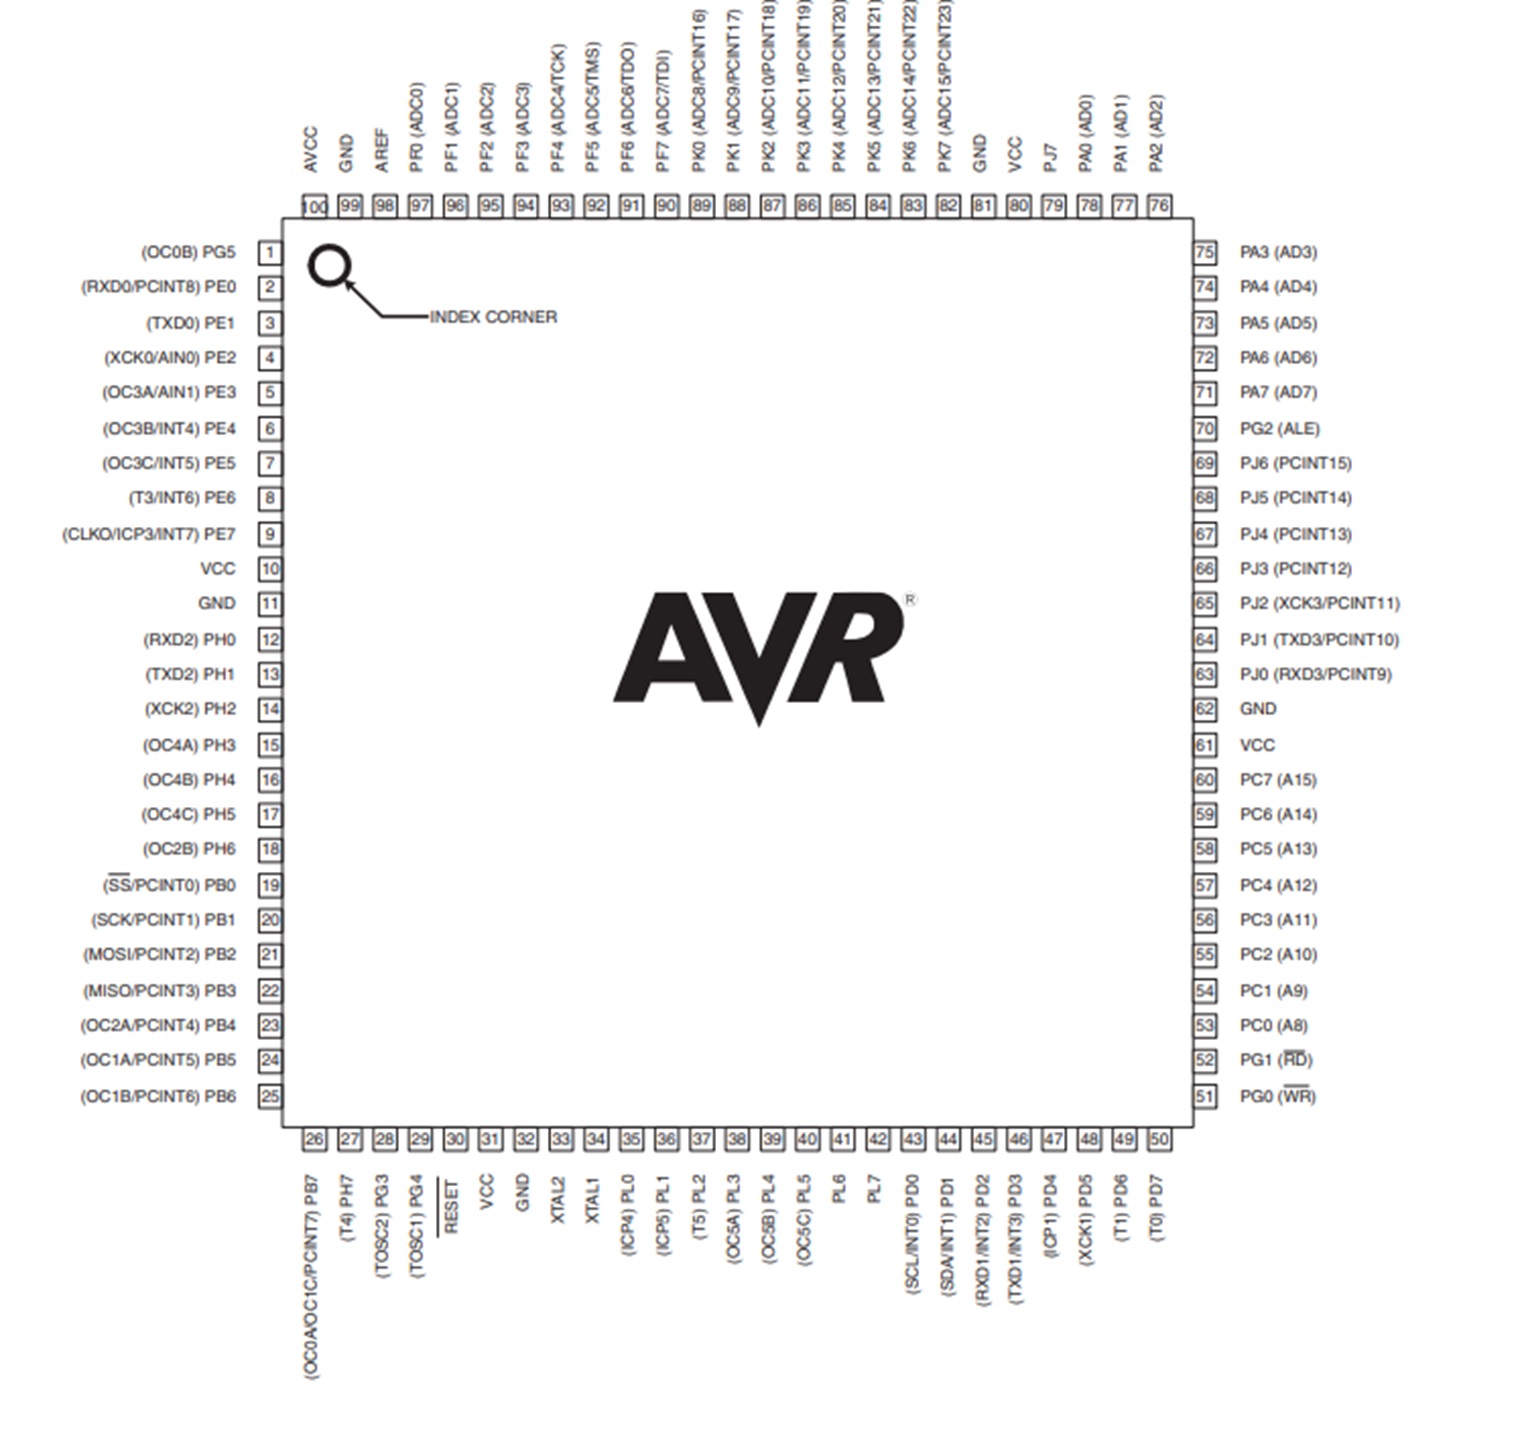 AVCC
GND
AREF
PF0 (ADC0)
PF1 (ADC1)
PF2 (ADC2)
PF3 (ADC3)
PF4 (ADC4/TCK)
PF5 (ADC5/TMS)
PF6 (ADC6/TDO)
PF7 (ADC7/TDI)
PK0 (ADC8/PCINT16)
PK1 (ADC9/PCINT17)
PK2 (ADC10/PCINT18)
PK3 (ADC11/PCINT19)
PK4 (ADC12/PCINT20)
PK5 (ADC13/PCINT21)
PK6 (ADC14/PCINT22)
PK7 (ADC15/PCINT23)
GND
VCC
PJ7
PA0 (AD0)
PA1 (AD1)
PA2 (AD2)
100 99 98 97 96 95 94 93 92 91 90 89 88 87 86 85 84 83 82 81 80 79 78 77 76
(OC0B) PG5 1 75 PA3 (AD3)
(RXD0/PCINT8) PE0 2 74 PA4 (AD4)
INDEX CORNER
(TXD0) PE1 3 73 PA5 (AD5)
(XCK0/AIN0) PE2 4 72 PA6 (AD6)
(OC3A/AIN1) PE3 5 71 PA7 (AD7)
(OC3B/INT4) PE4 6 70 PG2 (ALE)
(OC3C/INT5) PE5 7 69 PJ6 (PCINT15)
(T3/INT6) PE6 8 68 PJ5 (PCINT14)
(CLKO/ICP3/INT7) PE7 9 67 PJ4 (PCINT13)
VCC 10 66 PJ3 (PCINT12)
GND 11 65 PJ2 (XCK3/PCINT11)
(RXD2) PH0 12 64 PJ1 (TXD3/PCINT10)
AVR®
(TXD2) PH1 13 63 PJ0 (RXD3/PCINT9)
(XCK2) PH2 14 62 GND
(OC4A) PH3 15 61 VCC
(OC4B) PH4 16 60 PC7 (A15)
(OC4C) PH5 17 59 PC6 (A14)
(OC2B) PH6 18 58 PC5 (A13)
(S̅S̅/PCINT0) PB0 19 57 PC4 (A12)
(SCK/PCINT1) PB1 20 56 PC3 (A11)
(MOSI/PCINT2) PB2 21 55 PC2 (A10)
(MISO/PCINT3) PB3 22 54 PC1 (A9)
(OC2A/PCINT4) PB4 23 53 PC0 (A8)
(OC1A/PCINT5) PB5 24 52 PG1 (R̅D̅)
(OC1B/PCINT6) PB6 25 51 PG0 (W̅R̅)
26 27 28 29 30 31 32 33 34 35 36 37 38 39 40 41 42 43 44 45 46 47 48 49 50
(OC0A/OC1C/PCINT7) PB7
(T4) PH7
(TOSC2) PG3
(TOSC1) PG4
R̅E̅S̅E̅T̅
VCC
GND
XTAL2
XTAL1
(ICP4) PL0
(ICP5) PL1
(T5) PL2
(OC5A) PL3
(OC5B) PL4
(OC5C) PL5
PL6
PL7
(SCL/INT0) PD0
(SDA/INT1) PD1
(RXD1/INT2) PD2
(TXD1/INT3) PD3
(ICP1) PD4
(XCK1) PD5
(T1) PD6
(T0) PD7